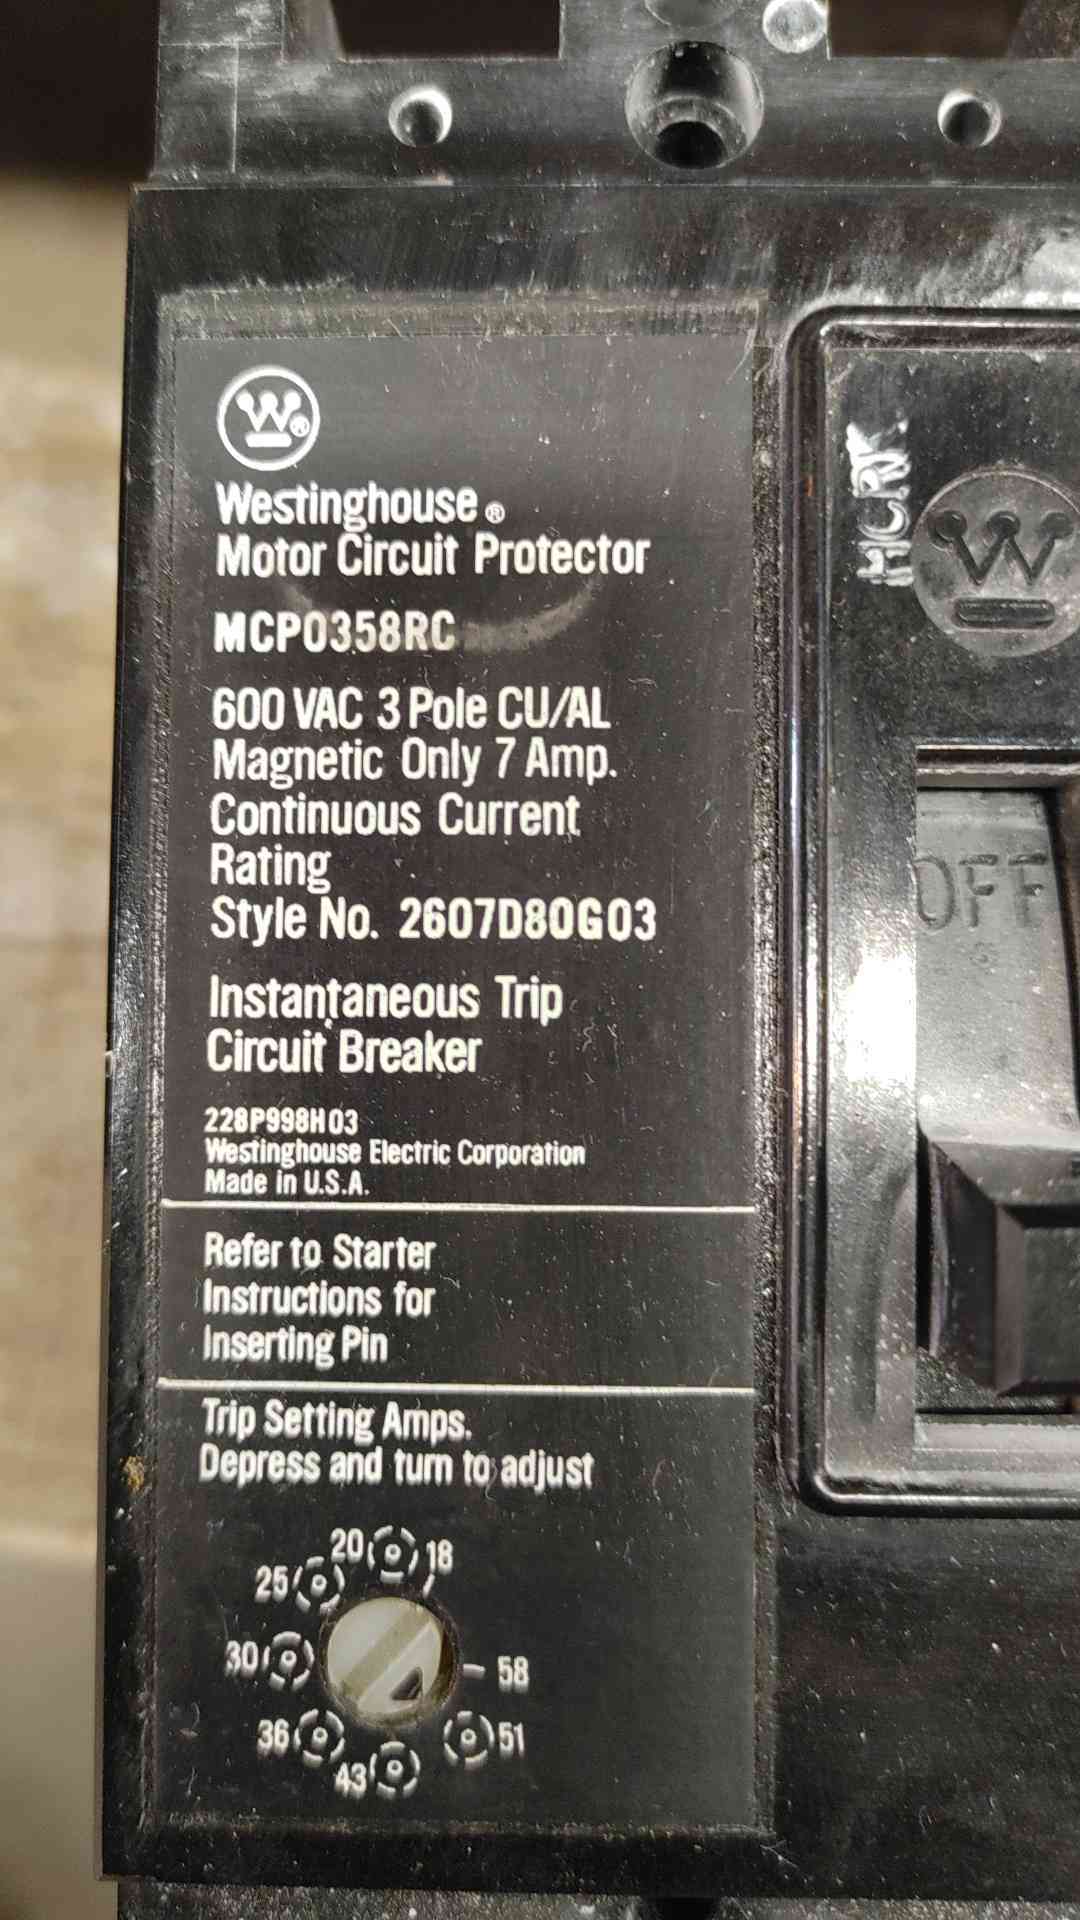 W®
Westinghouse®
Motor Circuit Protector
MCP0358RC
600 VAC 3 Pole CU/AL
Magnetic Only 7 Amp.
Continuous Current
Rating
Style No. 2607D80G03
Instantaneous Trip
Circuit Breaker
228P998H03
Westinghouse Electric Corporation
Made in U.S.A.
Refer to Starter
Instructions for
Inserting Pin
Trip Setting Amps.
Depress and turn to adjust
20 18
25
30
58
36
51
43
HCRK
W
OFF